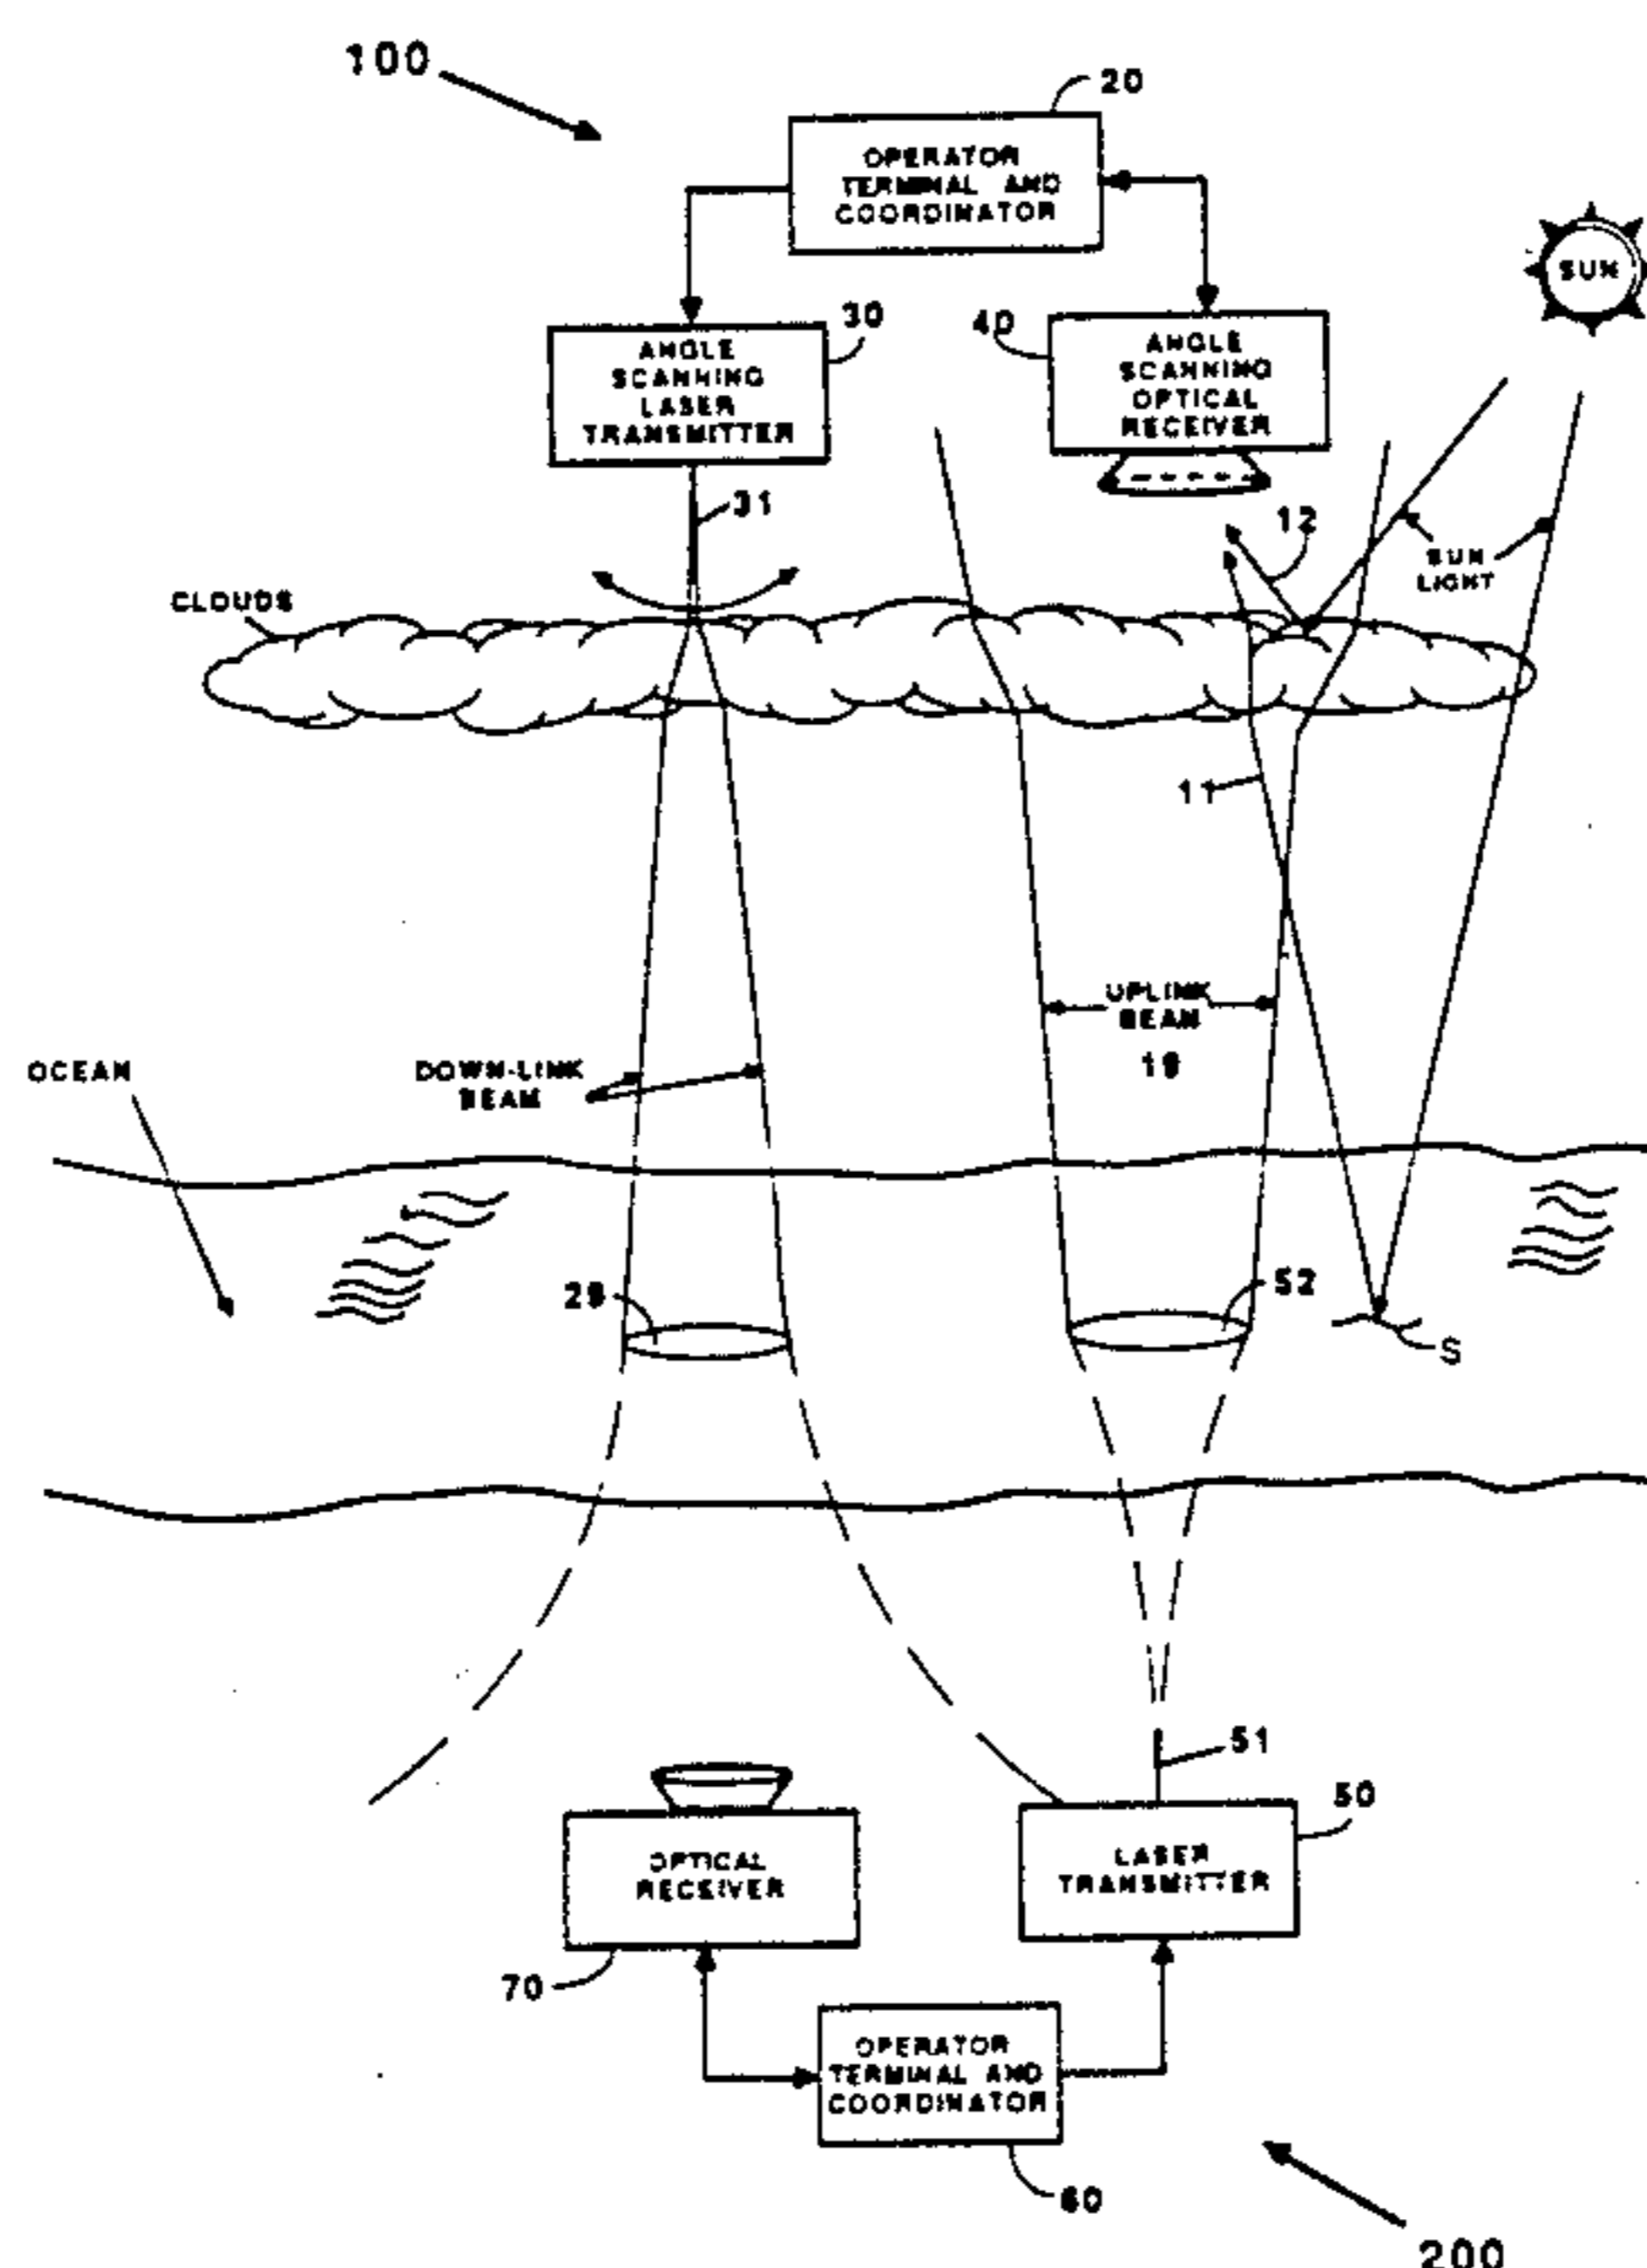 100
20
OPERATOR
TERMINAL AND
COORDINATOR
SUN
30
40
ANGLE
SCANNING
LASER
TRANSMITTER
ANGLE
SCANNING
OPTICAL
RECEIVER
31
12
SUN
LIGHT
CLOUDS
11
UPLINK
BEAM
OCEAN
DOWN-LINK
BEAM
52
S
51
50
OPTICAL
RECEIVER
LASER
TRANSMITTER
70
OPERATOR
TERMINAL AND
COORDINATOR
60
200